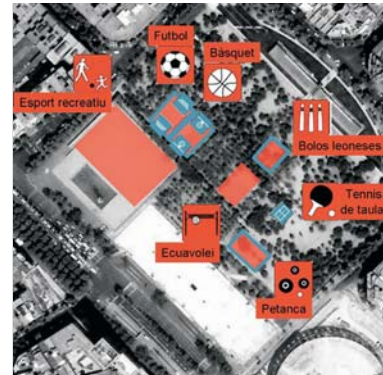 Futbol
Bàsquet
Esport recreatiu
Bolos leoneses
Tennis
de taula
Ecuavolei
Petanca